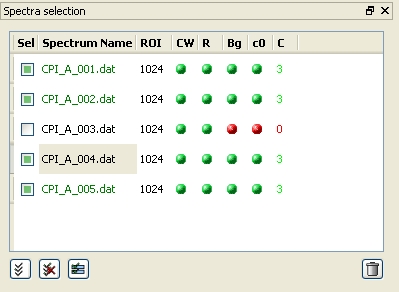 Spectra selection
Sel Spectrum Name ROI CW R Bg c0 C
CPI_A_001.dat 1024 3
CPI_A_002.dat 1024 3
CPI_A_003.dat 1024 0
CPI_A_004.dat 1024 3
CPI_A_005.dat 1024 3